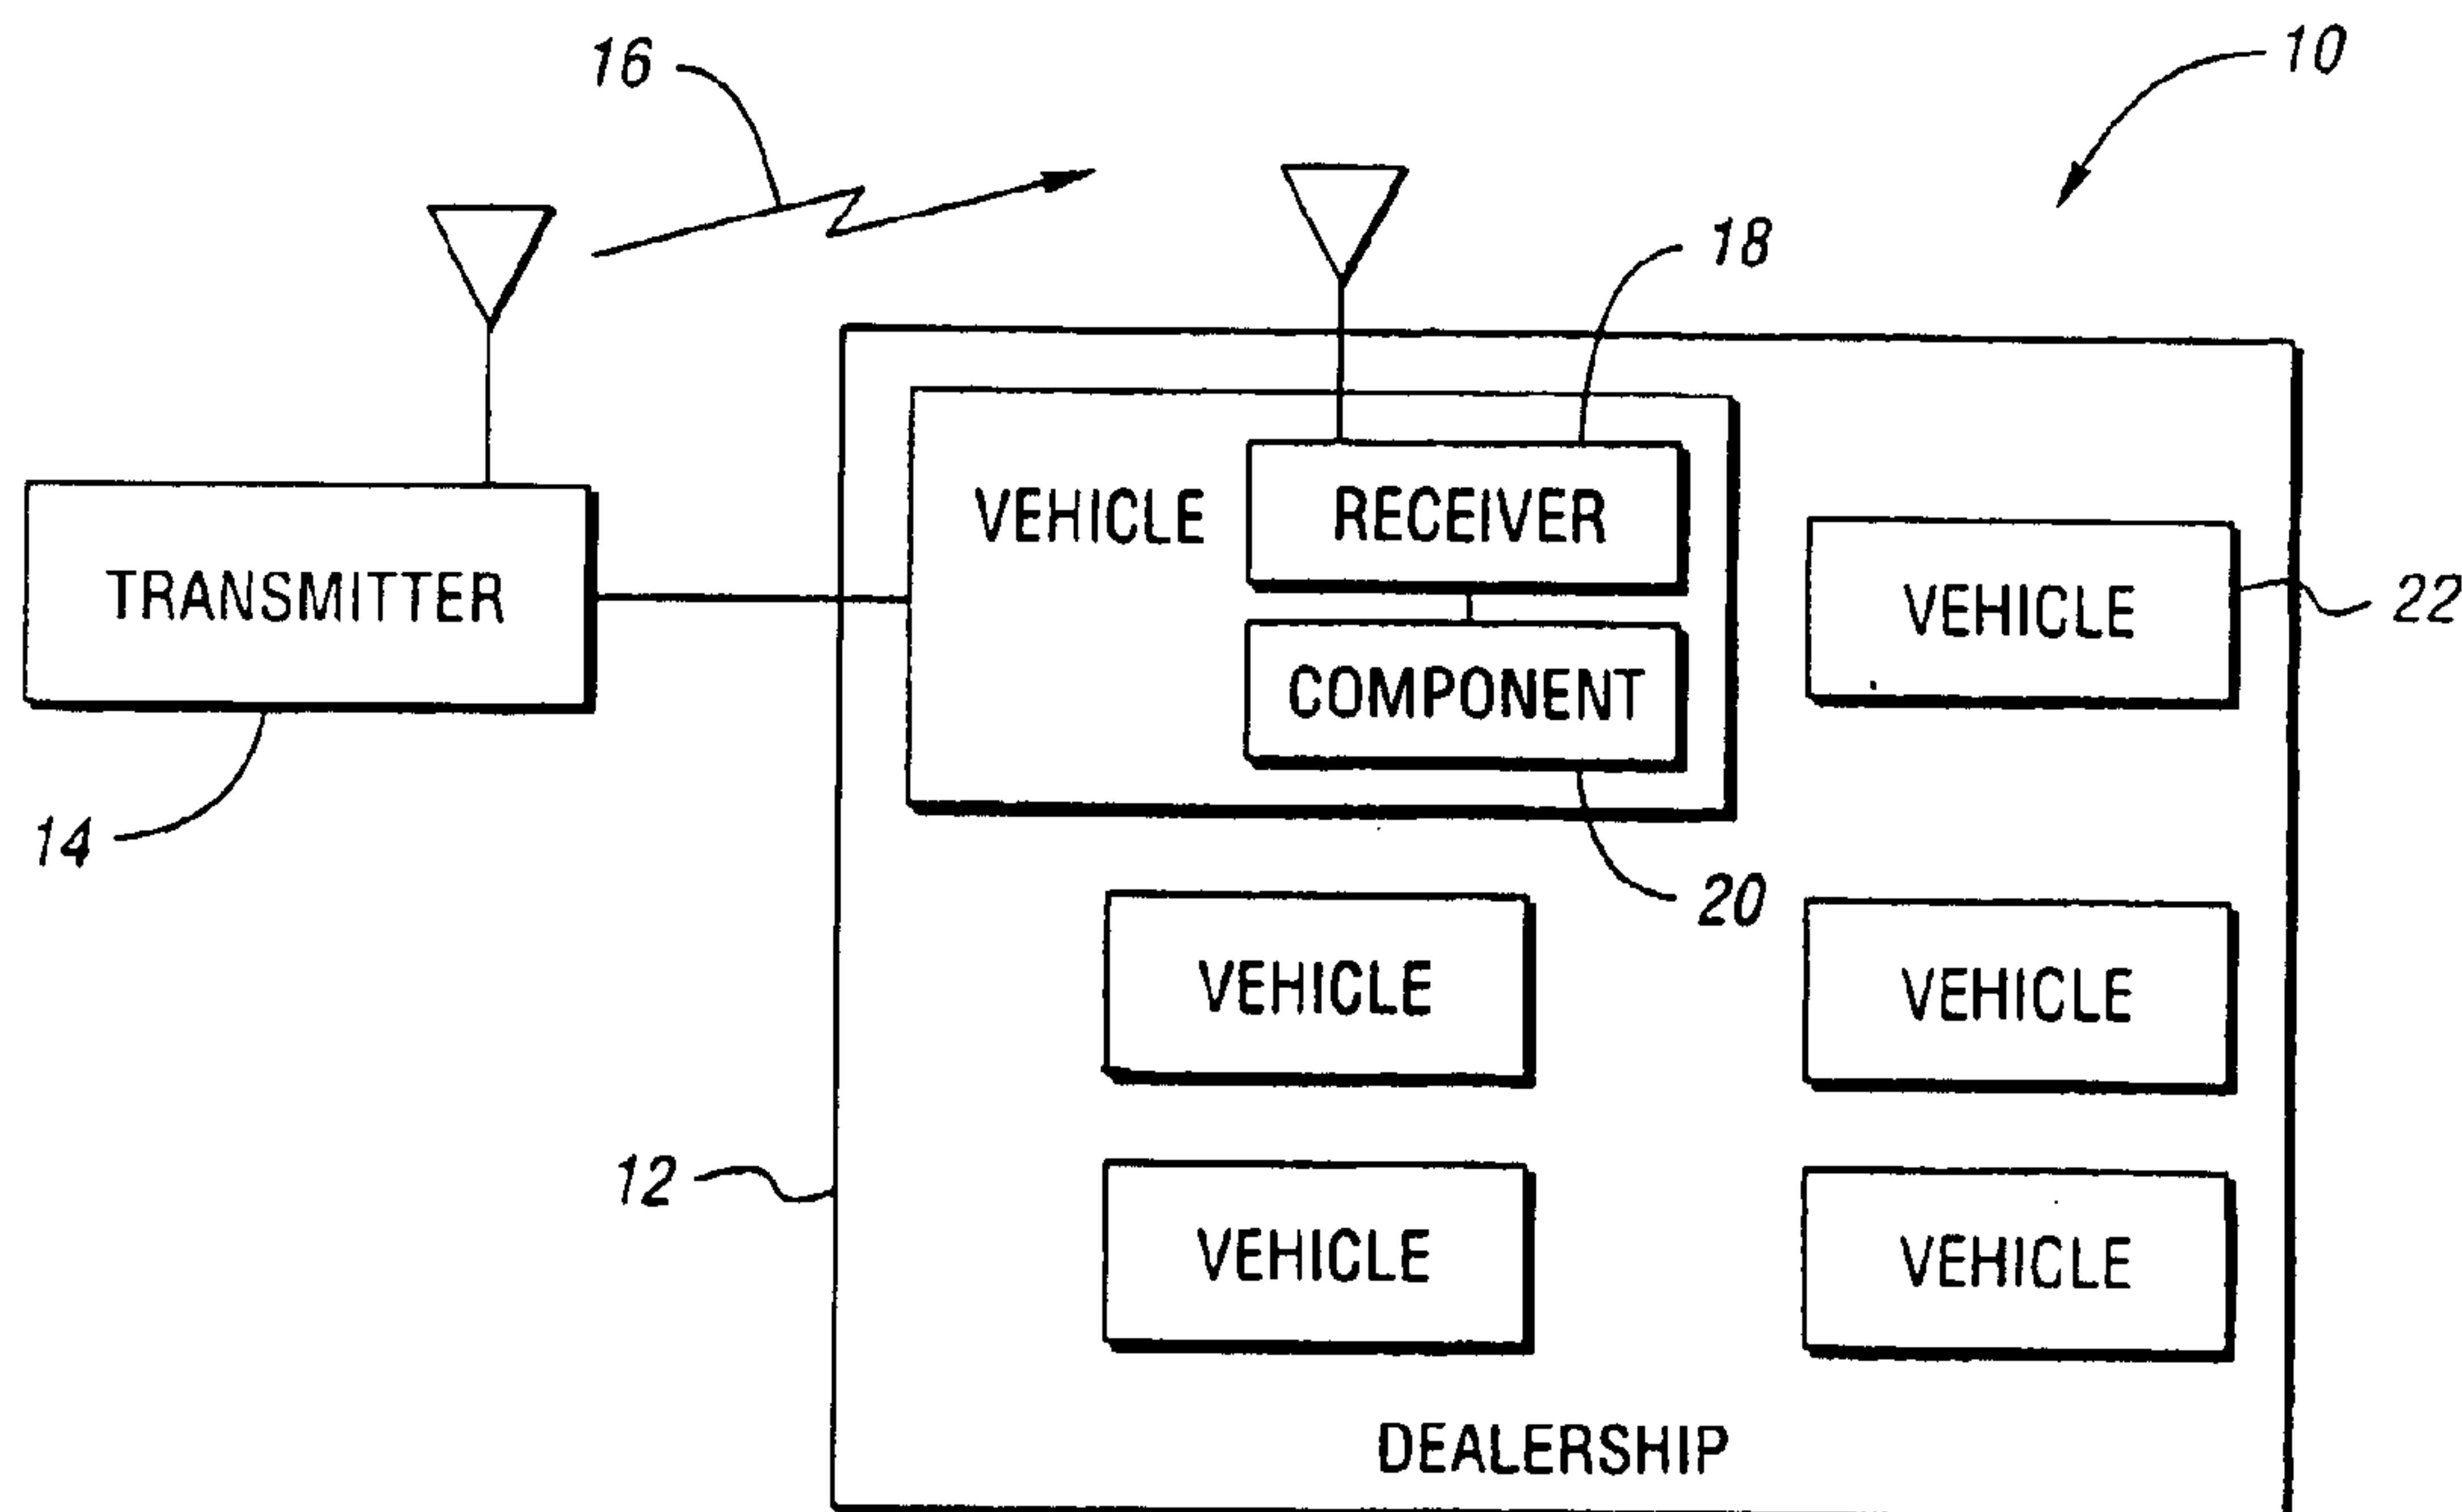 16
10
18
VEHICLE
RECEIVER
TRANSMITTER
VEHICLE
22
COMPONENT
14
20
VEHICLE
VEHICLE
12
VEHICLE
VEHICLE
DEALERSHIP